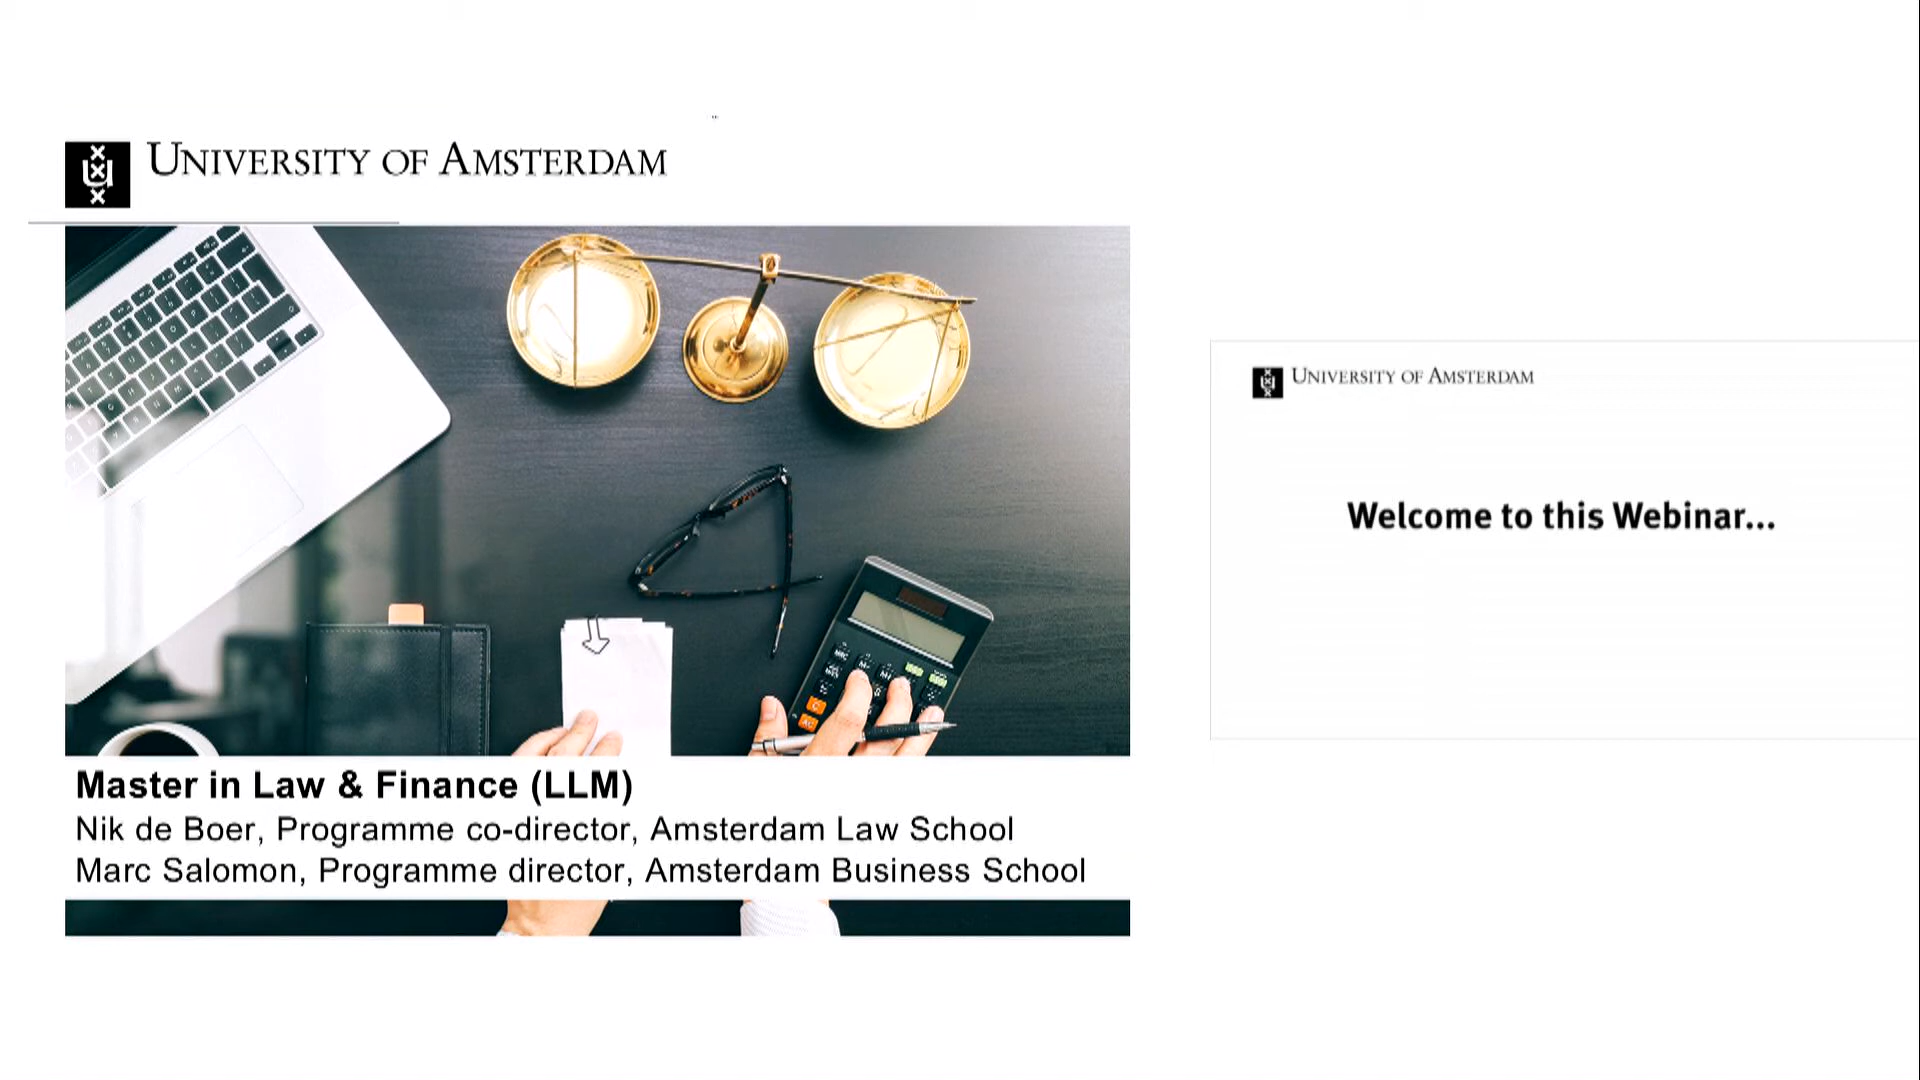 UNIVERSITY OF AMSTERDAM
Master in Law & Finance (LLM)
Nik de Boer, Programme co-director, Amsterdam Law School
Marc Salomon, Programme director, Amsterdam Business School
UNIVERSITY OF AMSTERDAM
Welcome to this Webinar...